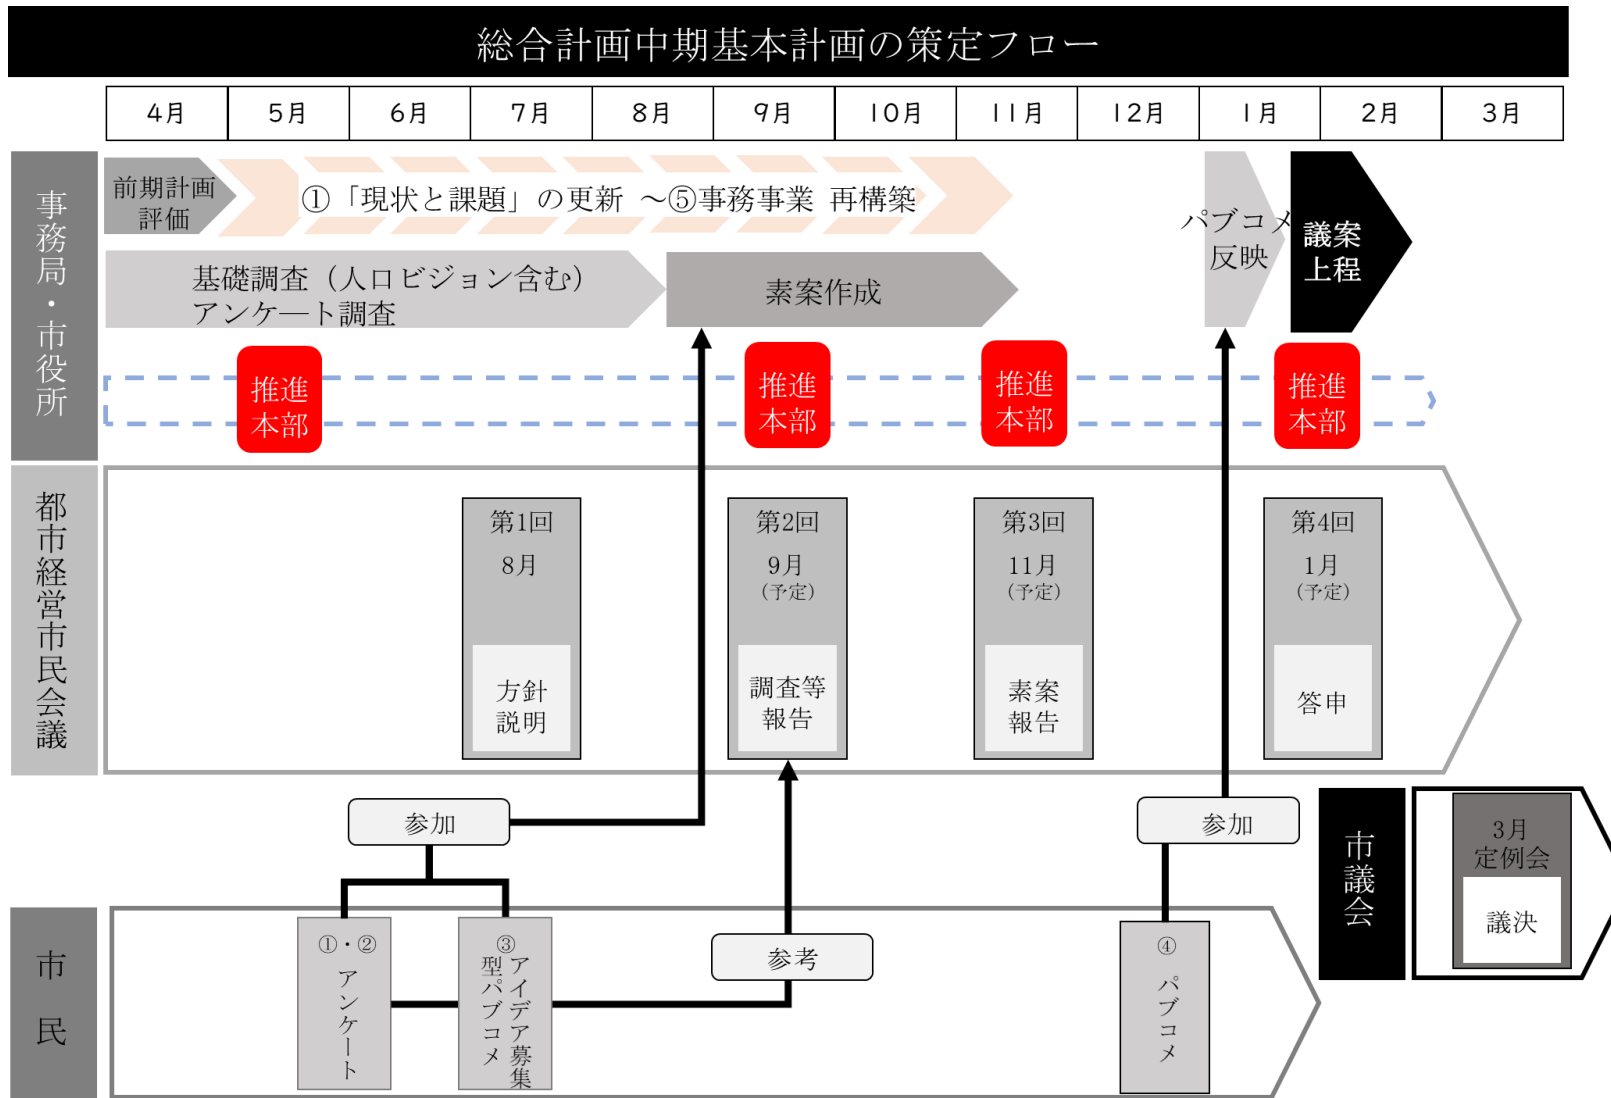 総合計画中期基本計画の策定フロー
4月 5月 6月 7月 8月 9月 10月 11月 12月 1月 2月 3月
事務局・市役所
前期計画
評価
①「現状と課題」の更新 ～⑤事務事業 再構築
パブコメ
反映
議案
上程
基礎調査（人口ビジョン含む）
アンケート調査
素案作成
推進
本部
推進
本部
推進
本部
推進
本部
都市経営市民会議
第1回
8月
方針
説明
第2回
9月
（予定）
調査等
報告
第3回
11月
（予定）
素案
報告
第4回
1月
（予定）
答申
参加
参加
市議会
3月
定例会
議決
市民
①・②
アンケート
③
アイデア募集
型パブコメ
参考
④
パブコメ